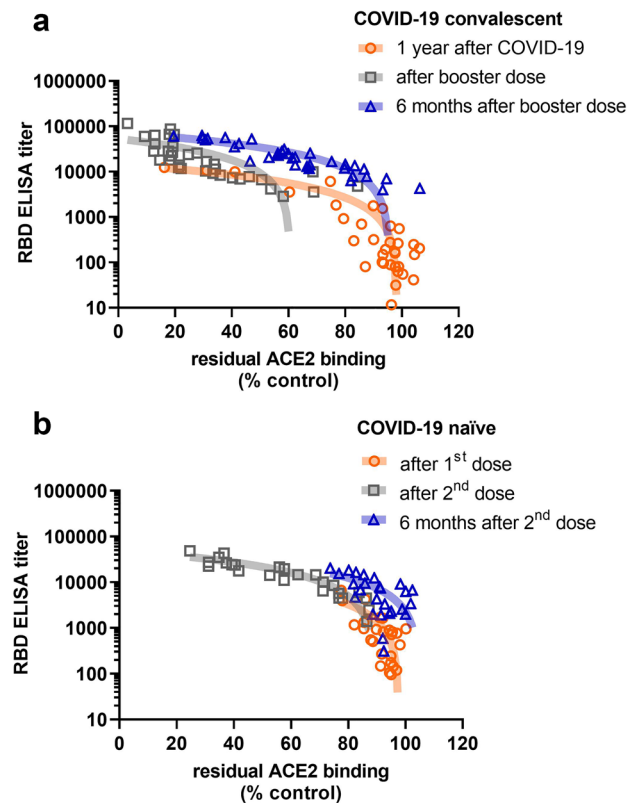 a
COVID-19 convalescent
1 year after COVID-19
after booster dose
6 months after booster dose
RBD ELISA titer
1000000
100000
10000
1000
100
10
0 20 40 60 80 100 120
residual ACE2 binding
(% control)
b
COVID-19 naïve
after 1st dose
after 2nd dose
6 months after 2nd dose
RBD ELISA titer
1000000
100000
10000
1000
100
10
0 20 40 60 80 100 120
residual ACE2 binding
(% control)